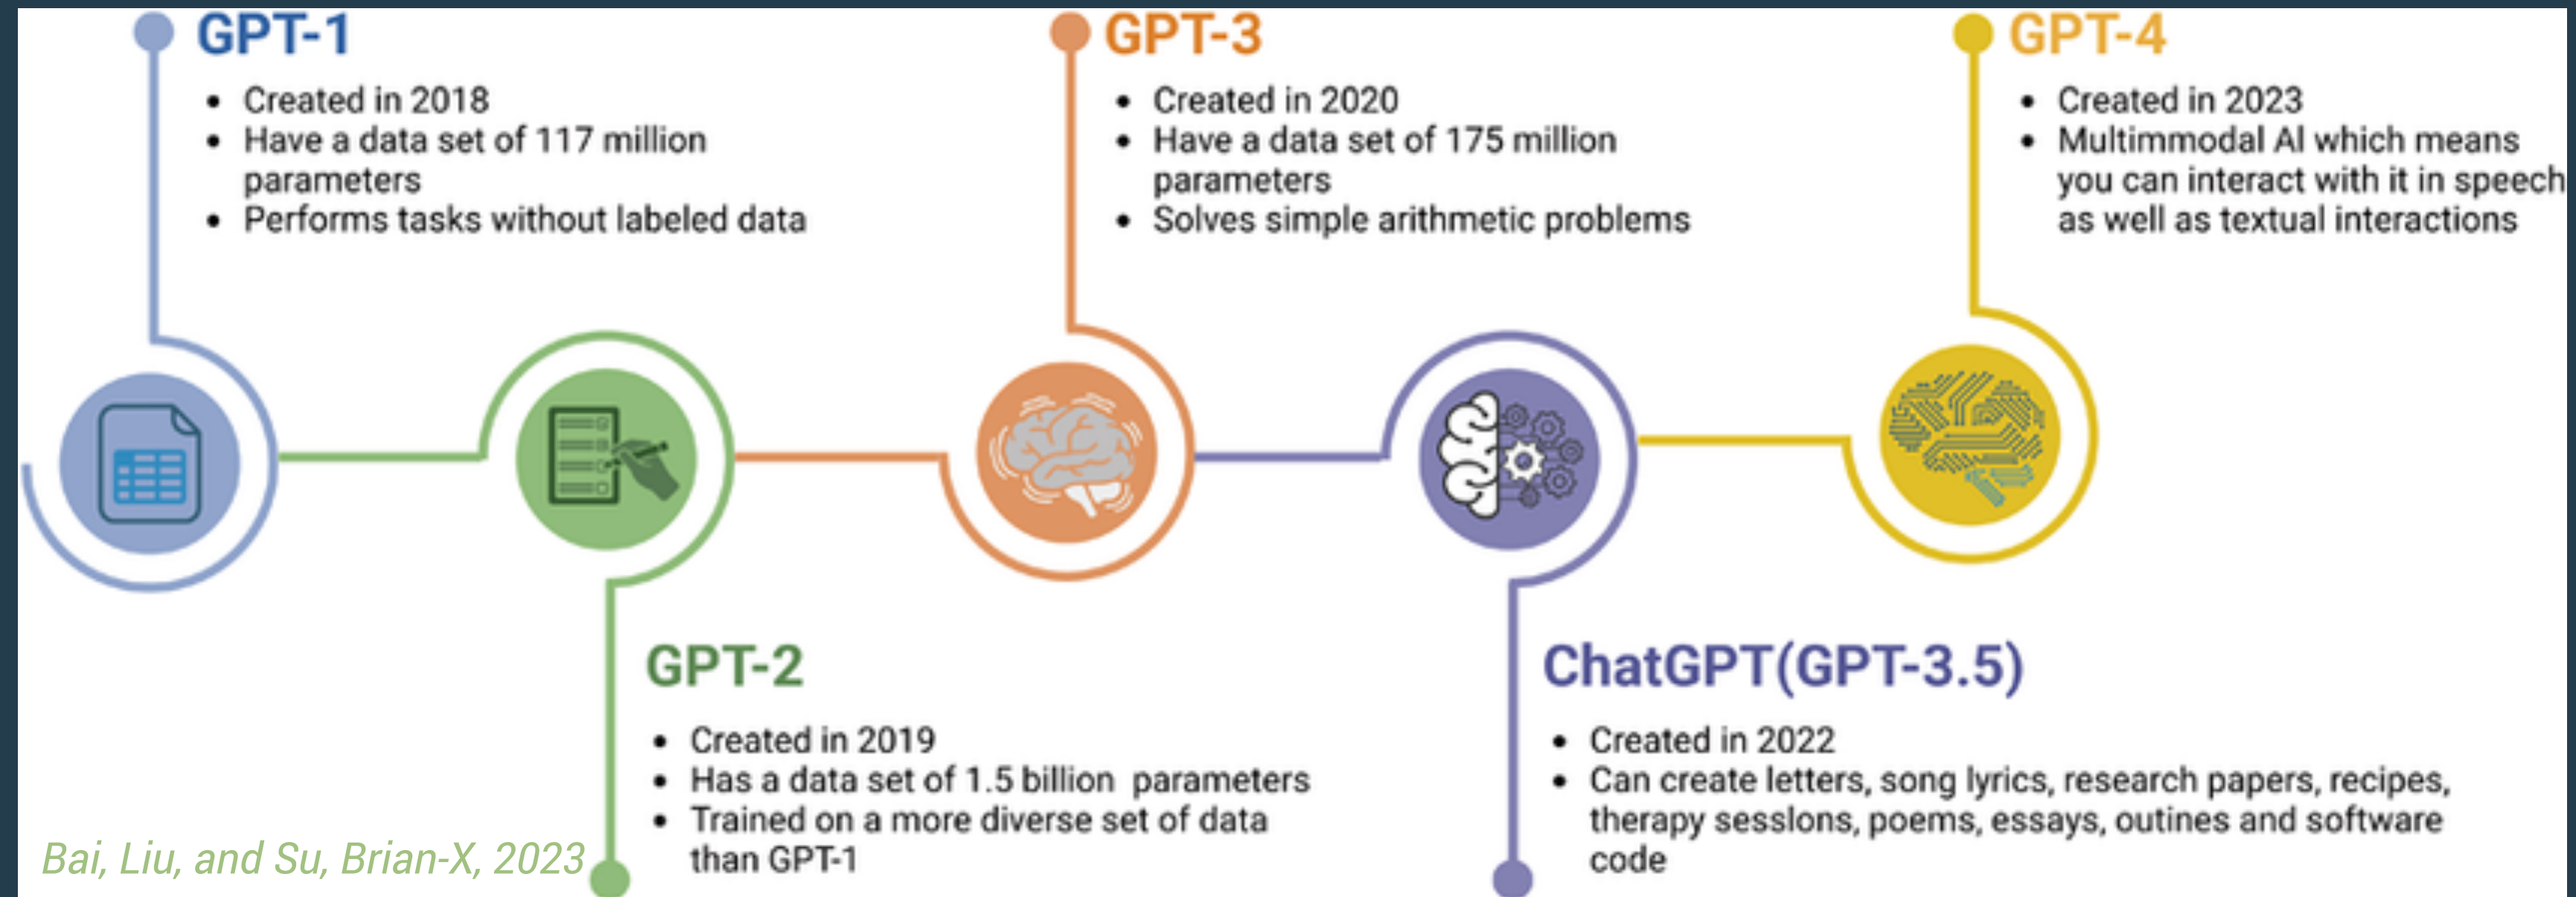 GPT-1
• Created in 2018
• Have a data set of 117 million
parameters
• Performs tasks without labeled data
GPT-3
• Created in 2020
• Have a data set of 175 million
parameters
• Solves simple arithmetic problems
GPT-4
• Created in 2023
• Multimmodal AI which means
you can interact with it in speech
as well as textual interactions
GPT-2
• Created in 2019
• Has a data set of 1.5 billion  parameters
• Trained on a more diverse set of data
than GPT-1
ChatGPT(GPT-3.5)
• Created in 2022
• Can create letters, song lyrics, research papers, recipes,
therapy sesslons, poems, essays, outines and software
code
Bai, Liu, and Su, Brian-X, 2023